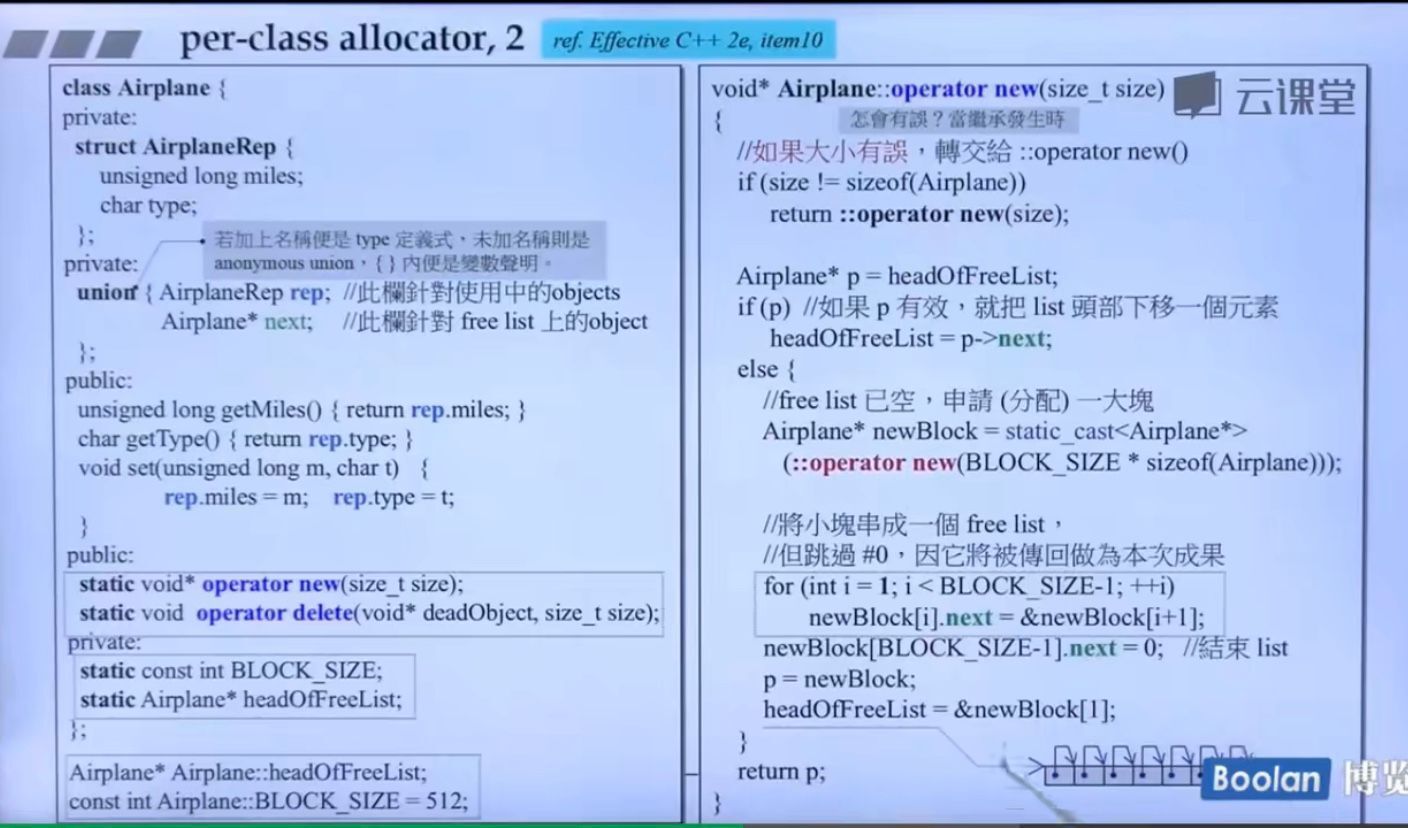 per-class allocator, 2
ref. Effective C++ 2e, item10
class Airplane {
private:
struct AirplaneRep {
unsigned long miles;
char type;
};
若加上名稱便是 type 定義式,未加名稱則是
anonymous union,{ } 內便是變數聲明。
private:
union { AirplaneRep rep; //此欄針對使用中的objects
Airplane* next; //此欄針對 free list 上的object
};
public:
unsigned long getMiles() { return rep.miles; }
char getType() { return rep.type; }
void set(unsigned long m, char t) {
rep.miles = m; rep.type = t;
}
public:
static void* operator new(size_t size);
static void operator delete(void* deadObject, size_t size);
private:
static const int BLOCK_SIZE;
static Airplane* headOfFreeList;
};
Airplane* Airplane::headOfFreeList;
const int Airplane::BLOCK_SIZE = 512;
void* Airplane::operator new(size_t size)
云课堂
{
怎會有誤?當繼承發生時
//如果大小有誤,轉交給 ::operator new()
if (size != sizeof(Airplane))
return ::operator new(size);
Airplane* p = headOfFreeList;
if (p) //如果 p 有效,就把 list 頭部下移一個元素
headOfFreeList = p->next;
else {
//free list 已空,申請 (分配) 一大塊
Airplane* newBlock = static_cast<Airplane*>
(::operator new(BLOCK_SIZE * sizeof(Airplane)));
//將小塊串成一個 free list,
//但跳過 #0,因它將被傳回做為本次成果
for (int i = 1; i < BLOCK_SIZE-1; ++i)
newBlock[i].next = &newBlock[i+1];
newBlock[BLOCK_SIZE-1].next = 0; //結束 list
p = newBlock;
headOfFreeList = &newBlock[1];
}
return p;
}
Boolan 博览